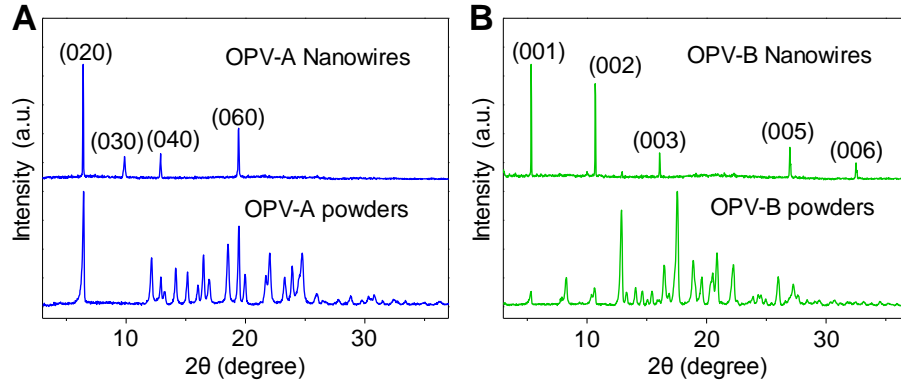 A
(020)
OPV-A Nanowires
(030)
(040)
(060)
OPV-A powders
Intensity (a.u.)
10
20
30
2θ (degree)
B
(001)
OPV-B Nanowires
(002)
(003)
(005)
(006)
OPV-B powders
Intensity (a.u.)
10
20
30
2θ (degree)